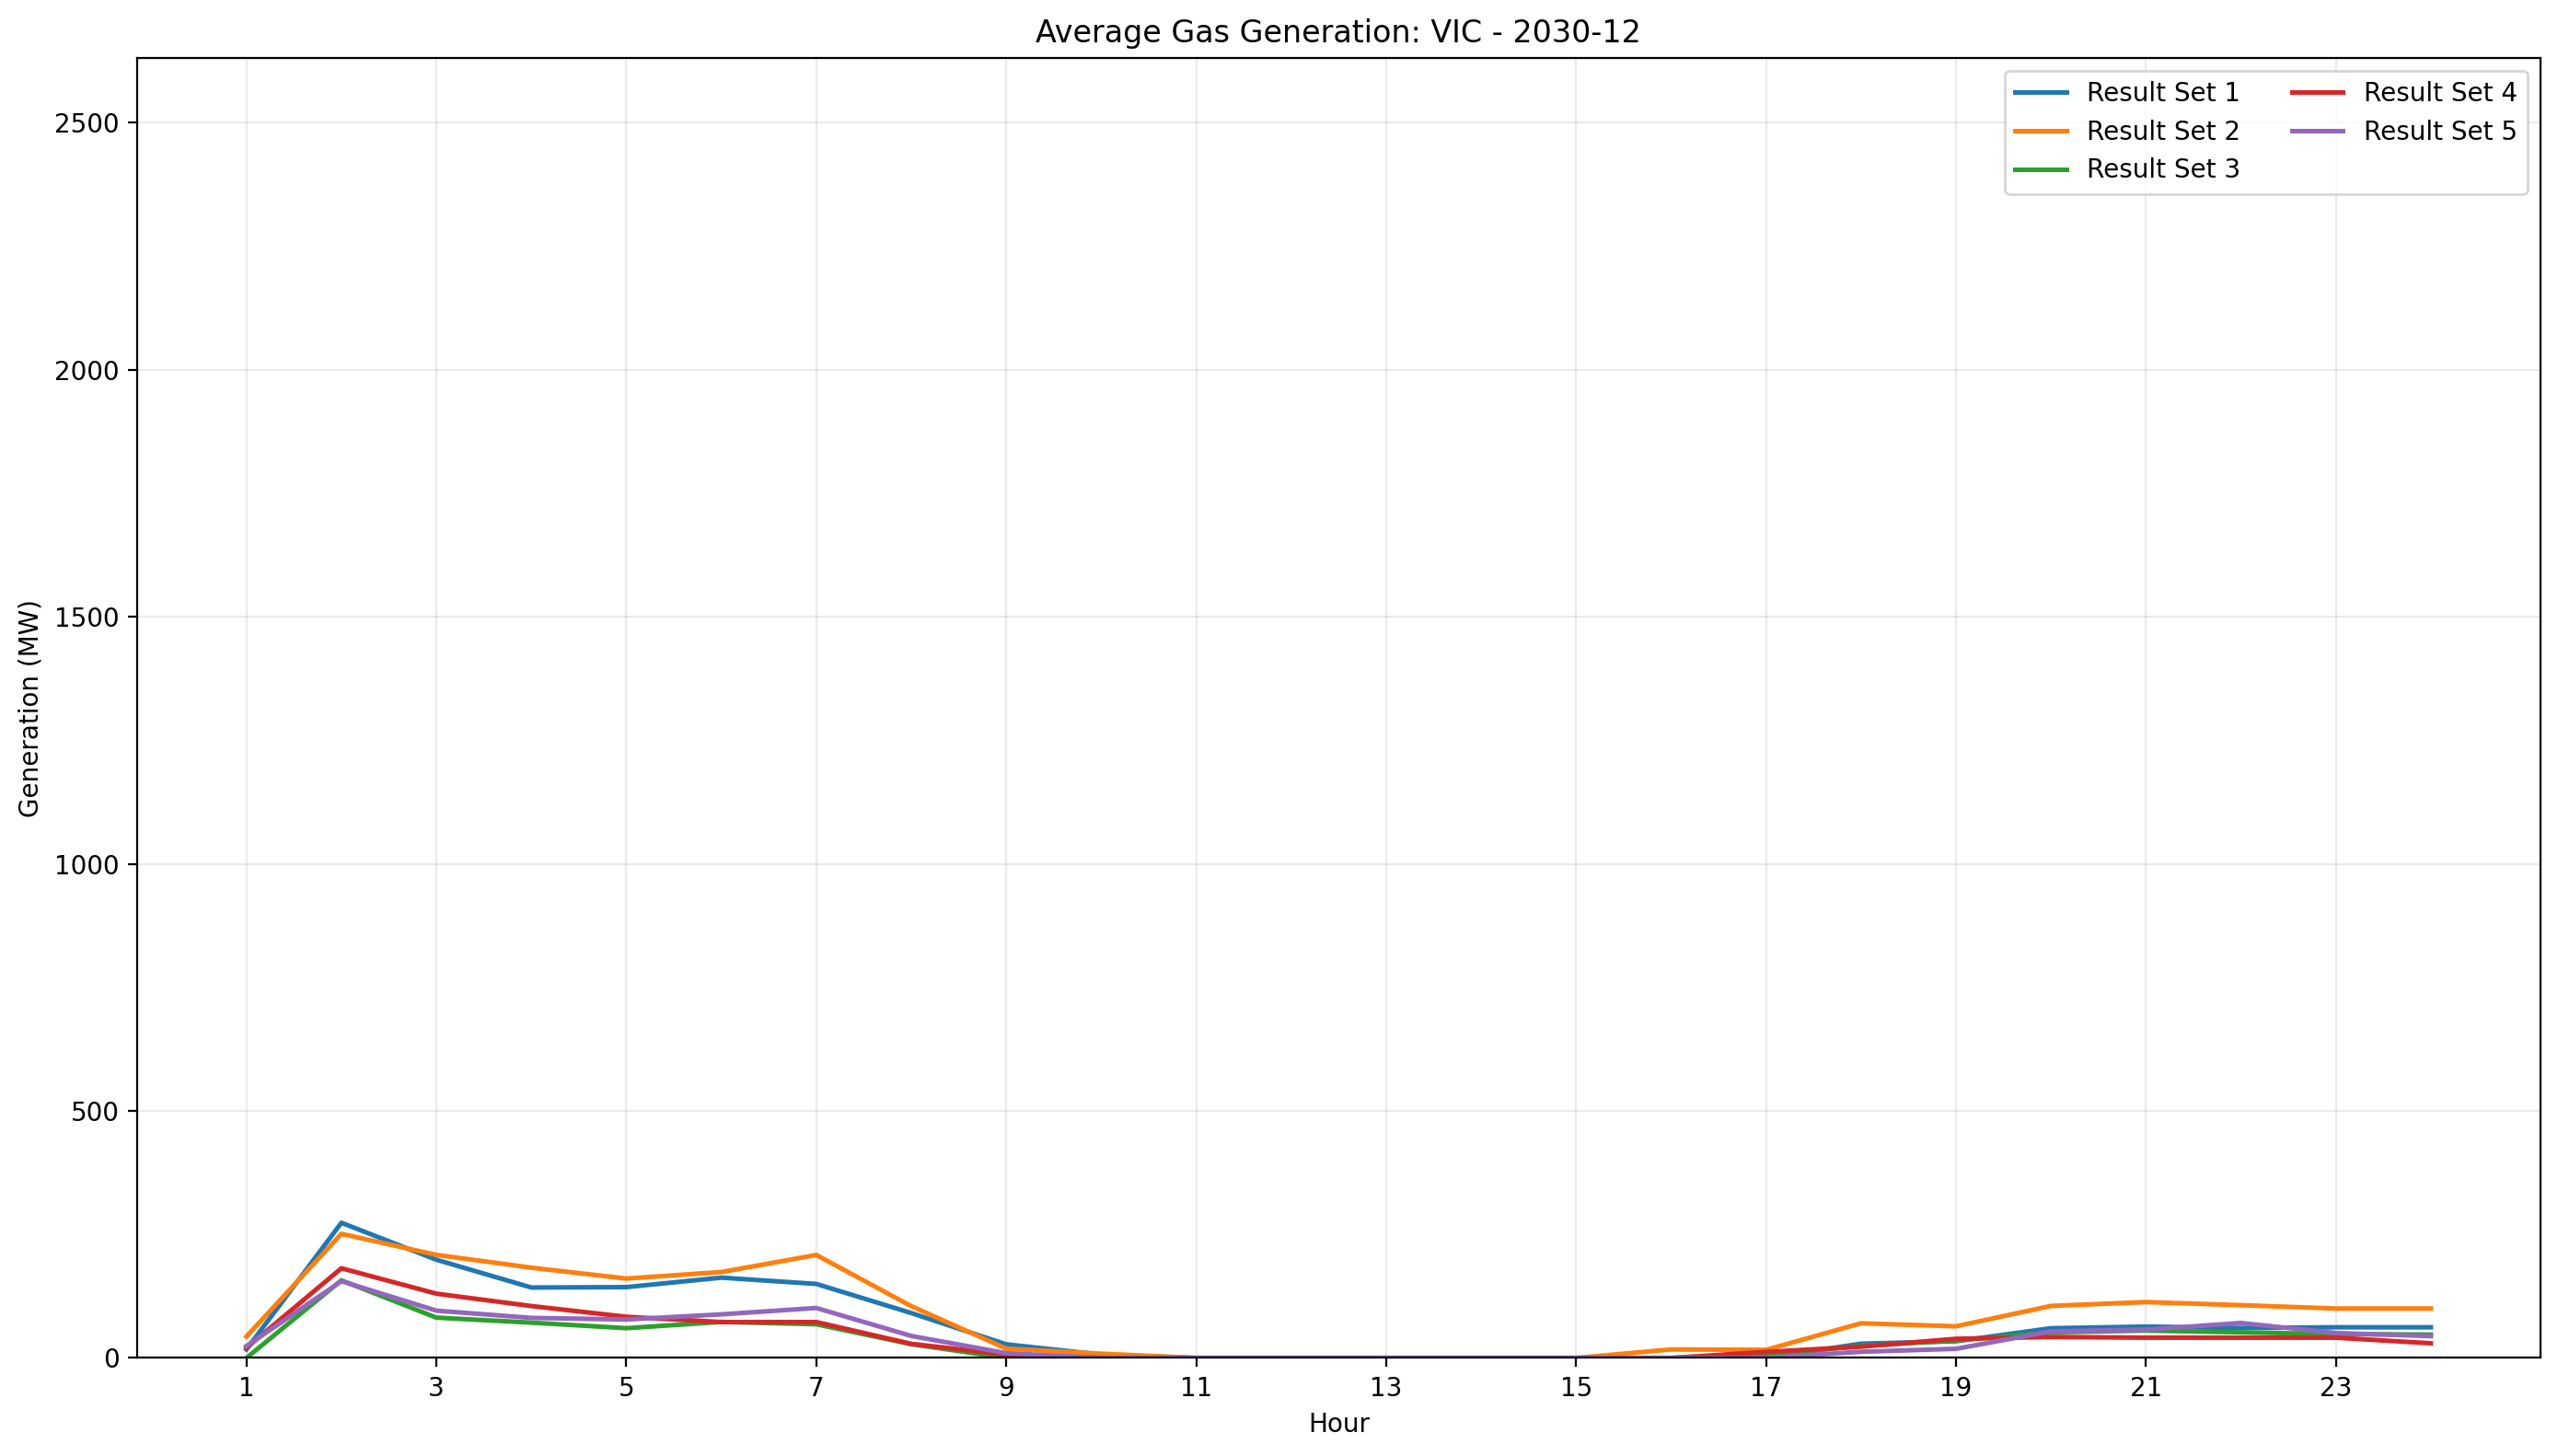 Average Gas Generation: VIC - 2030-12
Result Set 1
Result Set 2
Result Set 3
Result Set 4
Result Set 5
Generation (MW)
2500
2000
1500
1000
500
0
1 3 5 7 9 11 13 15 17 19 21 23
Hour